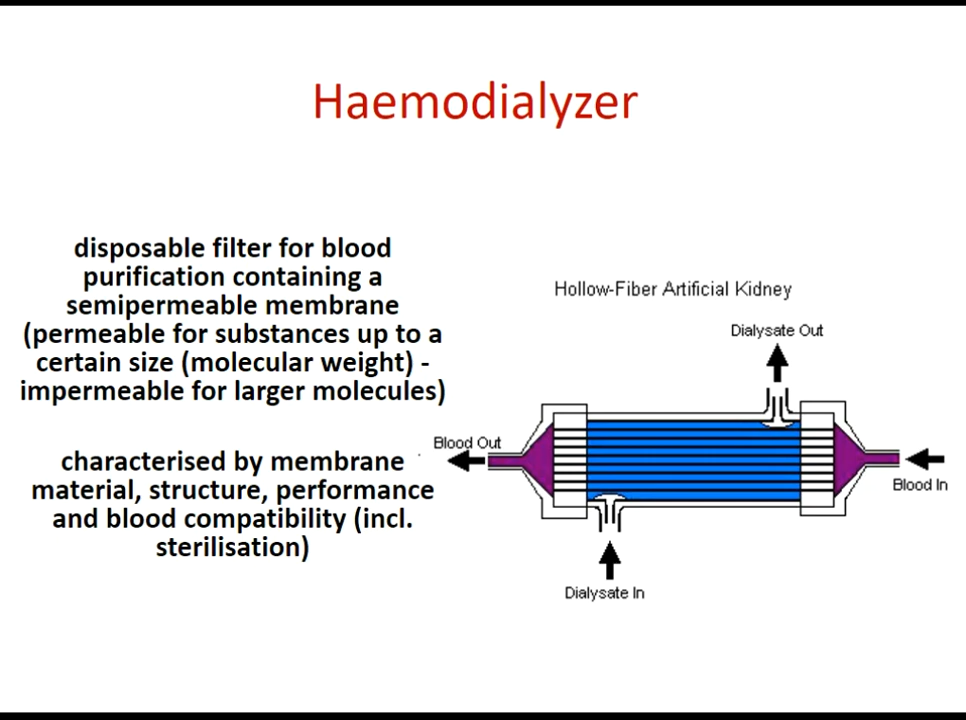 Haemodialyzer
disposable filter for blood
purification containing a
semipermeable membrane
(permeable for substances up to a
certain size (molecular weight) -
impermeable for larger molecules)
characterised by membrane
material, structure, performance
and blood compatibility (incl.
sterilisation)
Hollow-Fiber Artificial Kidney
Dialysate Out
Blood Out
Blood In
Dialysate In